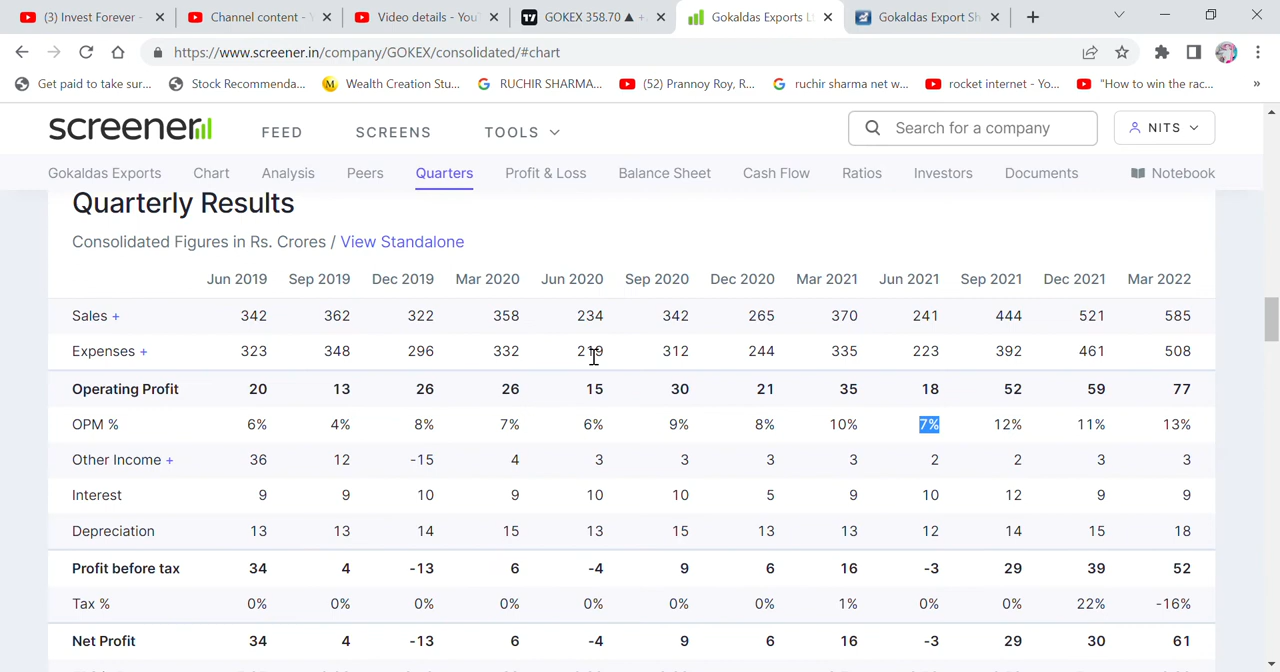 (3) Invest Forever - Channel content - Y Video details - YouT GOKEX 358.70 ▲ + Gokaldas Exports Lt Gokaldas Export Sh
https://www.screener.in/company/GOKEX/consolidated/#chart
Get paid to take sur... Stock Recommenda... Wealth Creation Stu... RUCHIR SHARMA... (52) Prannoy Roy, R... ruchir sharma net w... rocket internet - Yo... "How to win the rac... »
screener FEED SCREENS TOOLS Search for a company NITS
Gokaldas Exports Chart Analysis Peers Quarters Profit & Loss Balance Sheet Cash Flow Ratios Investors Documents Notebook
Quarterly Results
Consolidated Figures in Rs. Crores / View Standalone
Jun 2019 Sep 2019 Dec 2019 Mar 2020 Jun 2020 Sep 2020 Dec 2020 Mar 2021 Jun 2021 Sep 2021 Dec 2021 Mar 2022
Sales + 342 362 322 358 234 342 265 370 241 444 521 585
Expenses + 323 348 296 332 219 312 244 335 223 392 461 508
Operating Profit 20 13 26 26 15 30 21 35 18 52 59 77
OPM % 6% 4% 8% 7% 6% 9% 8% 10% 7% 12% 11% 13%
Other Income + 36 12 -15 4 3 3 3 3 2 2 3 3
Interest 9 9 10 9 10 10 5 9 10 12 9 9
Depreciation 13 13 14 15 13 15 13 13 12 14 15 18
Profit before tax 34 4 -13 6 -4 9 6 16 -3 29 39 52
Tax % 0% 0% 0% 0% 0% 0% 0% 1% 0% 0% 22% -16%
Net Profit 34 4 -13 6 -4 9 6 16 -3 29 30 61